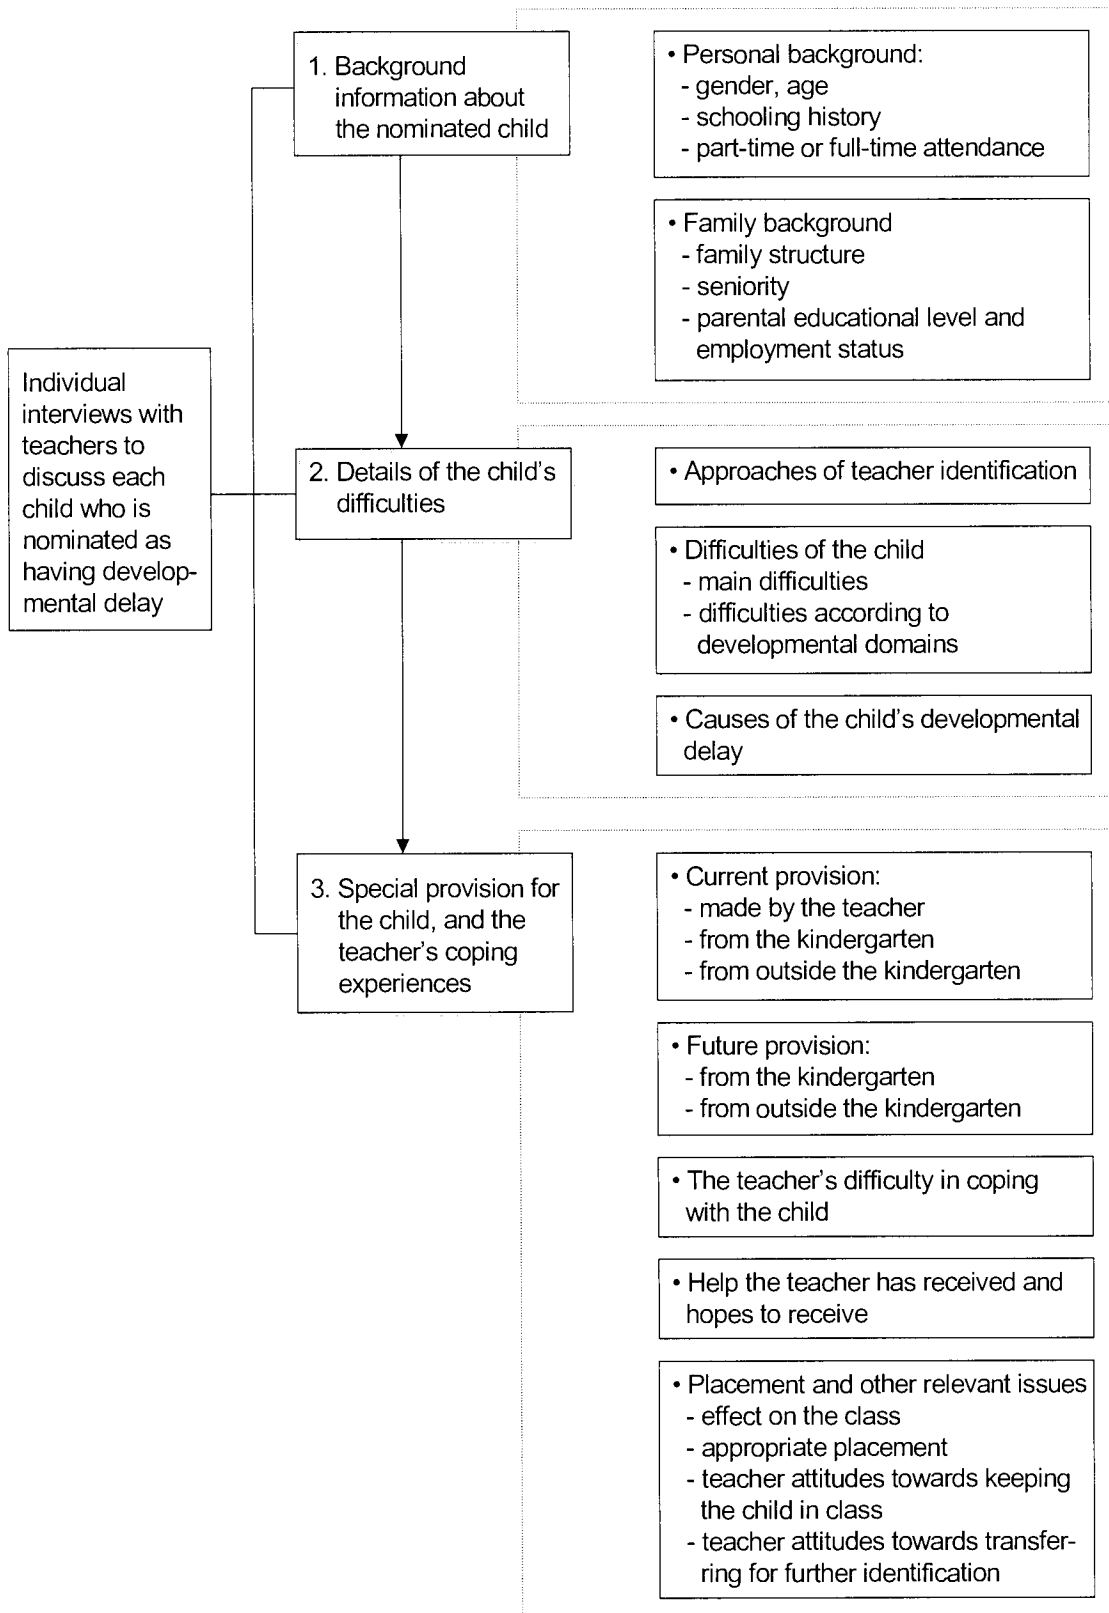 1. Background
information about
the nominated child
• Personal background:
- gender, age
- schooling history
- part-time or full-time attendance
• Family background
- family structure
- seniority
- parental educational level and
employment status
Individual
interviews with
teachers to
discuss each
child who is
nominated as
having develop-
mental delay
2. Details of the child's
difficulties
• Approaches of teacher identification
• Difficulties of the child
- main difficulties
- difficulties according to
developmental domains
• Causes of the child's developmental
delay
3. Special provision for
the child, and the
teacher's coping
experiences
• Current provision:
- made by the teacher
- from the kindergarten
- from outside the kindergarten
• Future provision:
- from the kindergarten
- from outside the kindergarten
• The teacher's difficulty in coping
with the child
• Help the teacher has received and
hopes to receive
• Placement and other relevant issues
- effect on the class
- appropriate placement
- teacher attitudes towards keeping
the child in class
- teacher attitudes towards transfer-
ring for further identification